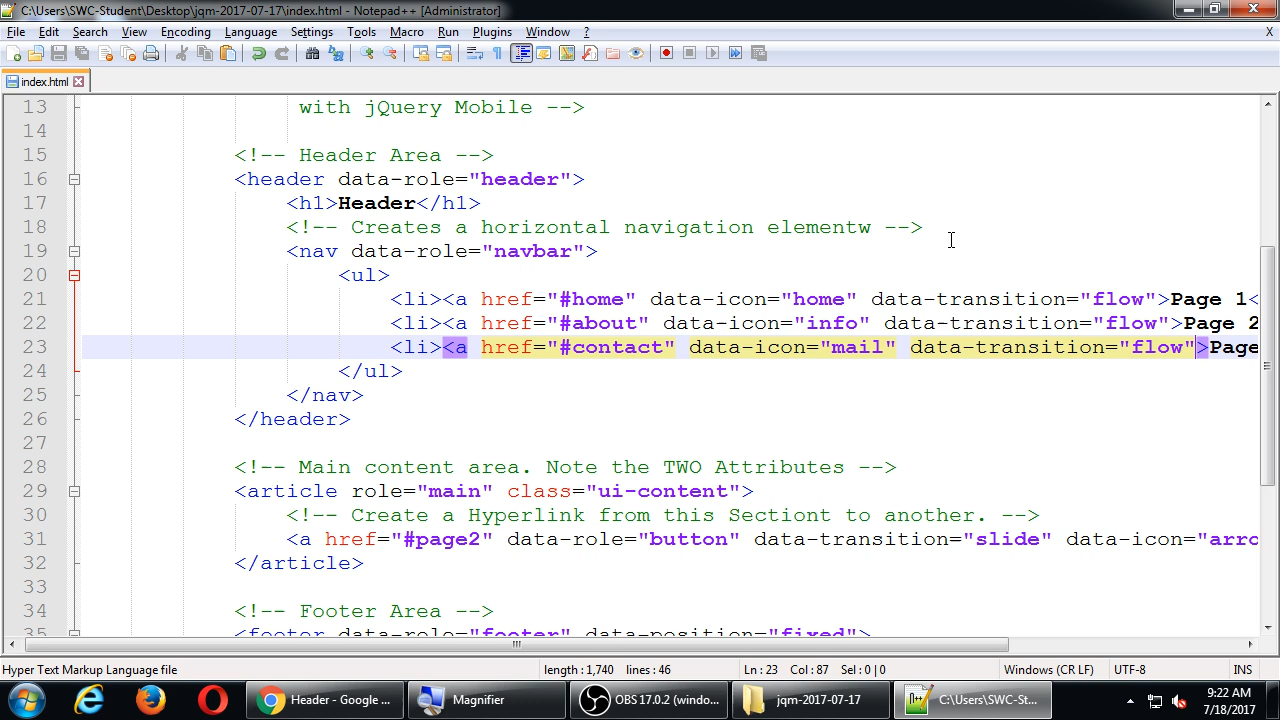 C:\Users\SWC-Student\Desktop\jqm-2017-07-17\index.html - Notepad++ [Administrator]
File Edit Search View Encoding Language Settings Tools Macro Run Plugins Window ? X
index.html
13 with jQuery Mobile -->
14
15 <!-- Header Area -->
16 <header data-role="header">
17 <h1>Header</h1>
18 <!-- Creates a horizontal navigation elementw -->
19 <nav data-role="navbar">
20 <ul>
21 <li><a href="#home" data-icon="home" data-transition="flow">Page 1<
22 <li><a href="#about" data-icon="info" data-transition="flow">Page 2
23 <li><a href="#contact" data-icon="mail" data-transition="flow">Page
24 </ul>
25 </nav>
26 </header>
27
28 <!-- Main content area. Note the TWO Attributes -->
29 <article role="main" class="ui-content">
30 <!-- Create a Hyperlink from this Sectiont to another. -->
31 <a href="#page2" data-role="button" data-transition="slide" data-icon="arro
32 </article>
33
34 <!-- Footer Area -->
35 <footer data-role="footer" data-position="fixed">
Hyper Text Markup Language file length : 1,740 lines : 46 Ln : 23 Col : 87 Sel : 0 | 0 Windows (CR LF) UTF-8 INS
Header - Google ... Magnifier OBS 17.0.2 (windo... jqm-2017-07-17 C:\Users\SWC-St... 9:22 AM
7/18/2017